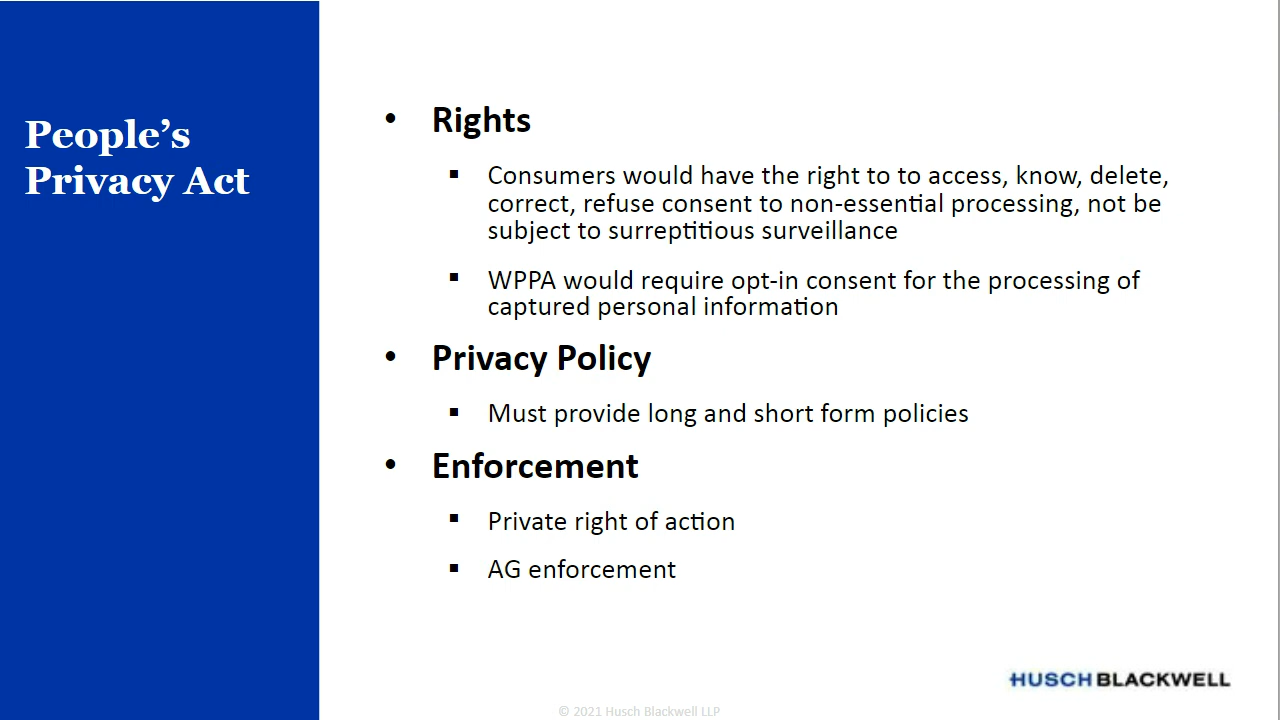 People’s
Privacy Act
• Rights
▪ Consumers would have the right to to access, know, delete,
correct, refuse consent to non-essential processing, not be
subject to surreptitious surveillance
▪ WPPA would require opt-in consent for the processing of
captured personal information
• Privacy Policy
▪ Must provide long and short form policies
• Enforcement
▪ Private right of action
▪ AG enforcement
HUSCH BLACKWELL
© 2021 Husch Blackwell LLP